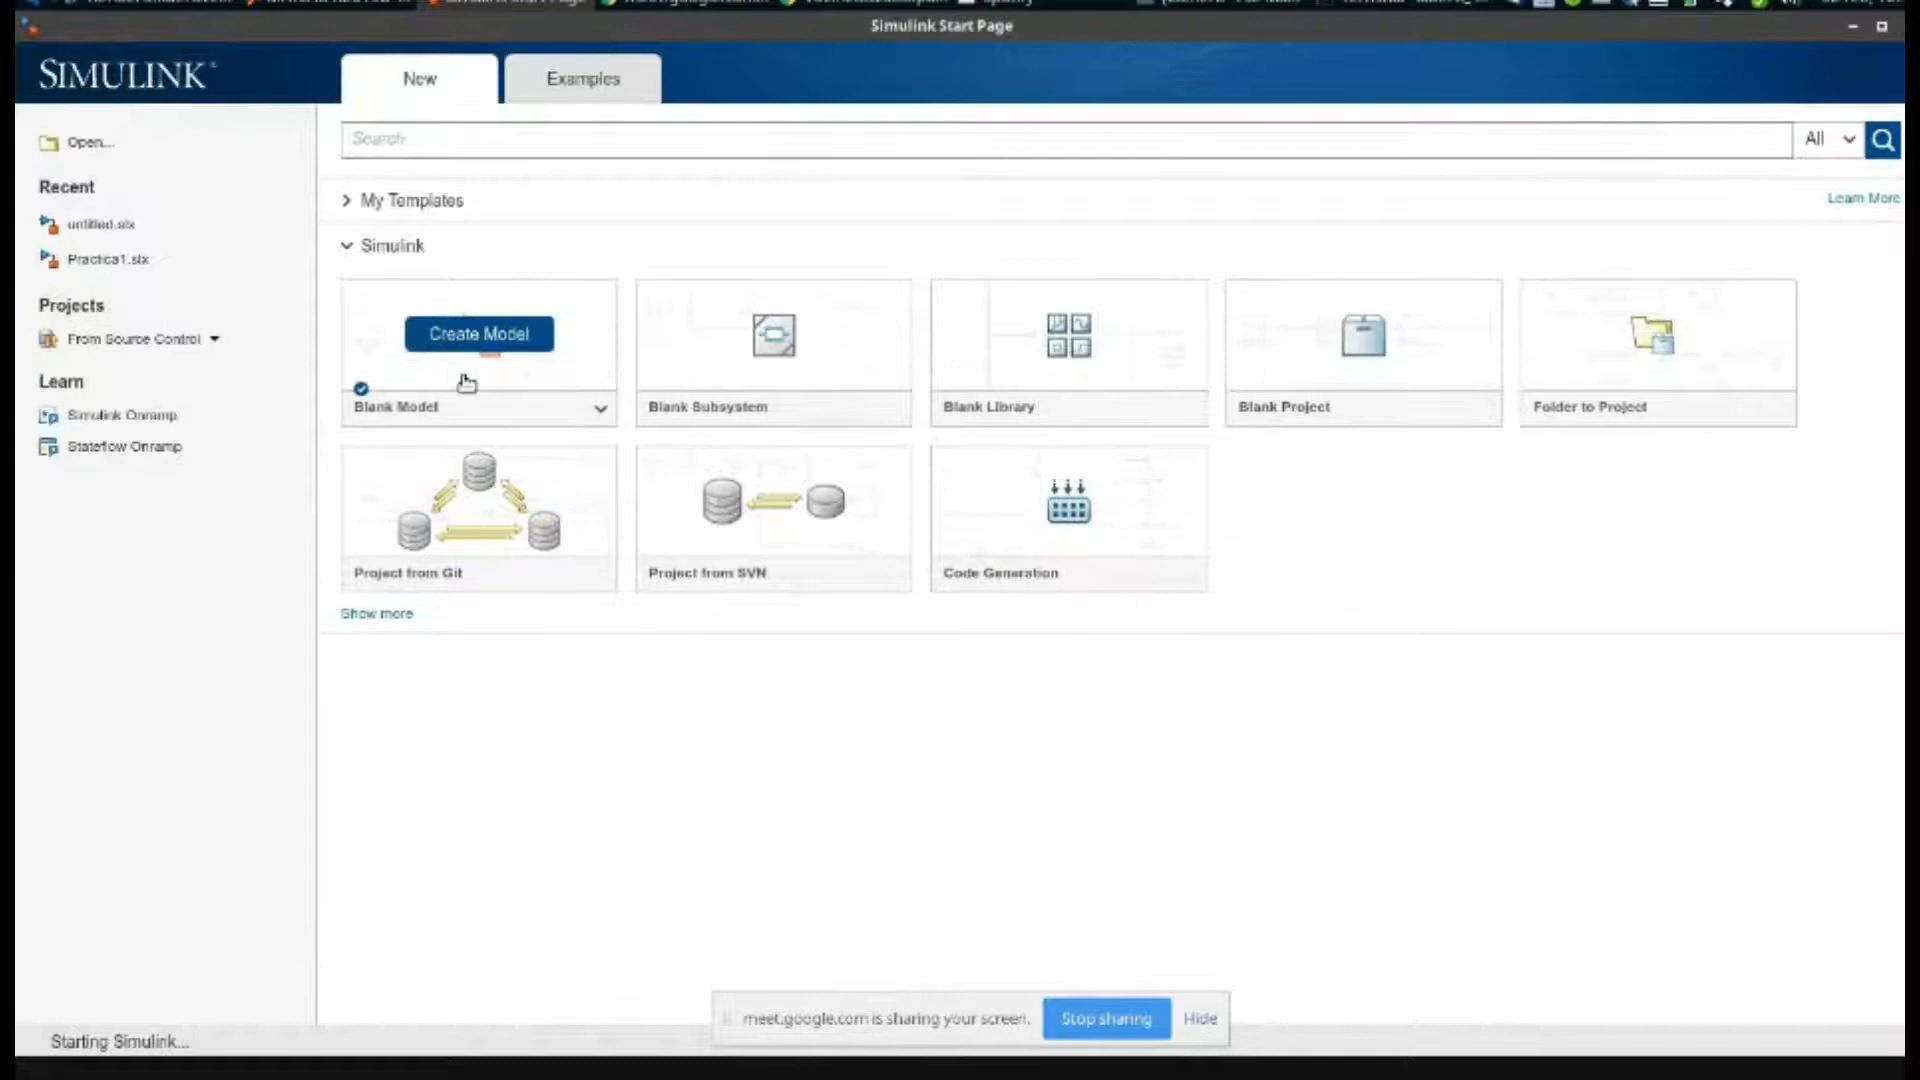 Simulink Start Page
SIMULINK®
New
Examples
Open...
Search
All
Recent
My Templates
Learn More
untitled.slx
Simulink
Practica1.slx
Projects
From Source Control
Create Model
Learn
Blank Model
Blank Subsystem
Blank Library
Blank Project
Folder to Project
Simulink Onramp
Stateflow Onramp
Project from Git
Project from SVN
Code Generation
Show more
meet.google.com is sharing your screen.
Stop sharing
Hide
Starting Simulink...